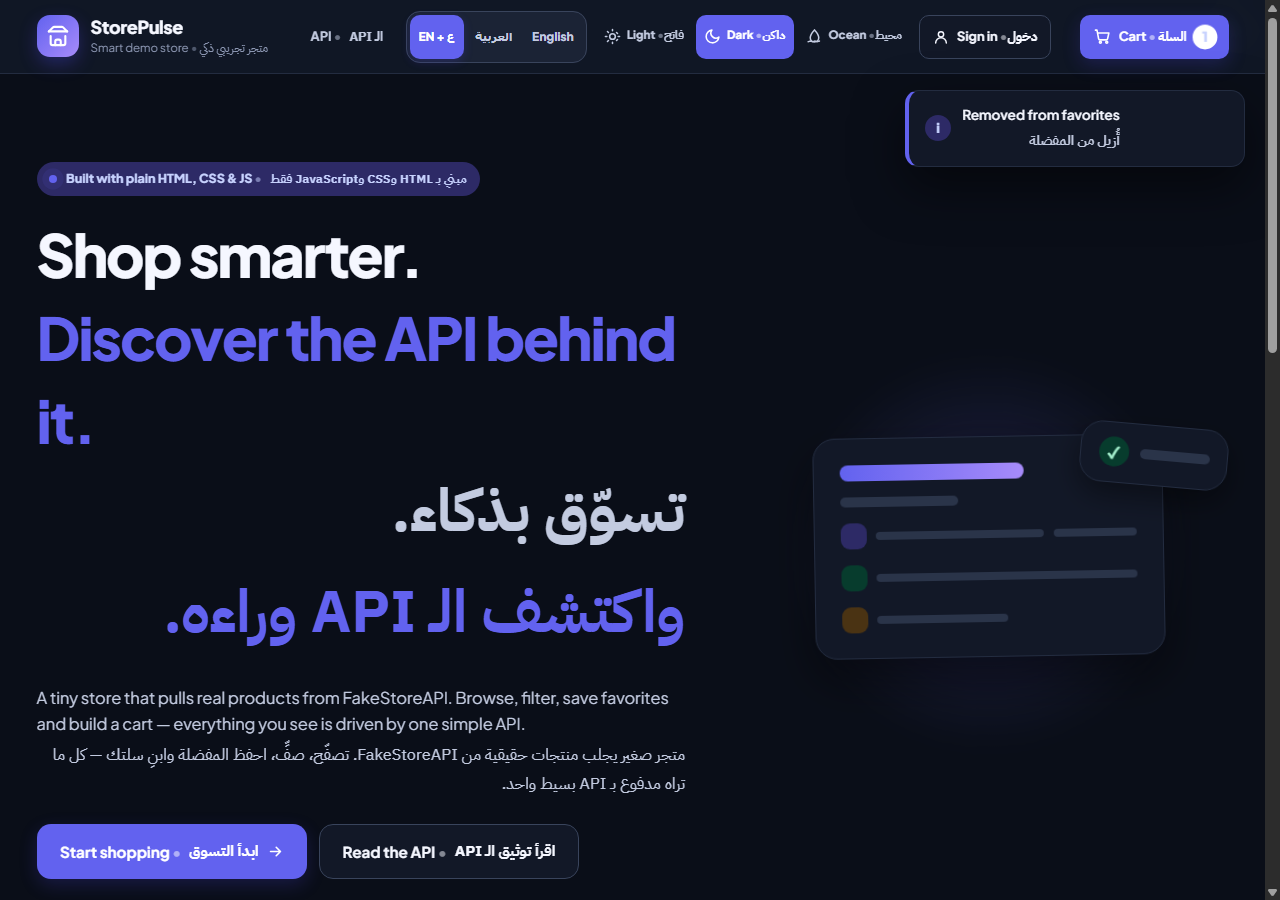 StorePulse
Smart demo store • متجر تجريبي ذكي
API • الـ API
EN + ع
العربية
English
Light • فاتح
Dark • داكن
Ocean • محيط
Sign in • دخول
Cart • السلة 1
i
Removed from favorites
أُزيل من المفضلة
Built with plain HTML, CSS & JS • مبني بـ HTML وCSS وJavaScript فقط
Shop smarter.
Discover the API behind
it.
تسوّق بذكاء.
واكتشف الـ API وراءه.
A tiny store that pulls real products from FakeStoreAPI. Browse, filter, save favorites
and build a cart — everything you see is driven by one simple API.
متجر صغير يجلب منتجات حقيقية من FakeStoreAPI. تصفّح، صفِّ، احفظ المفضلة وابنِ سلتك — كل ما
تراه مدفوع بـ API بسيط واحد.
Start shopping • ابدأ التسوق →
Read the API • اقرأ توثيق الـ API